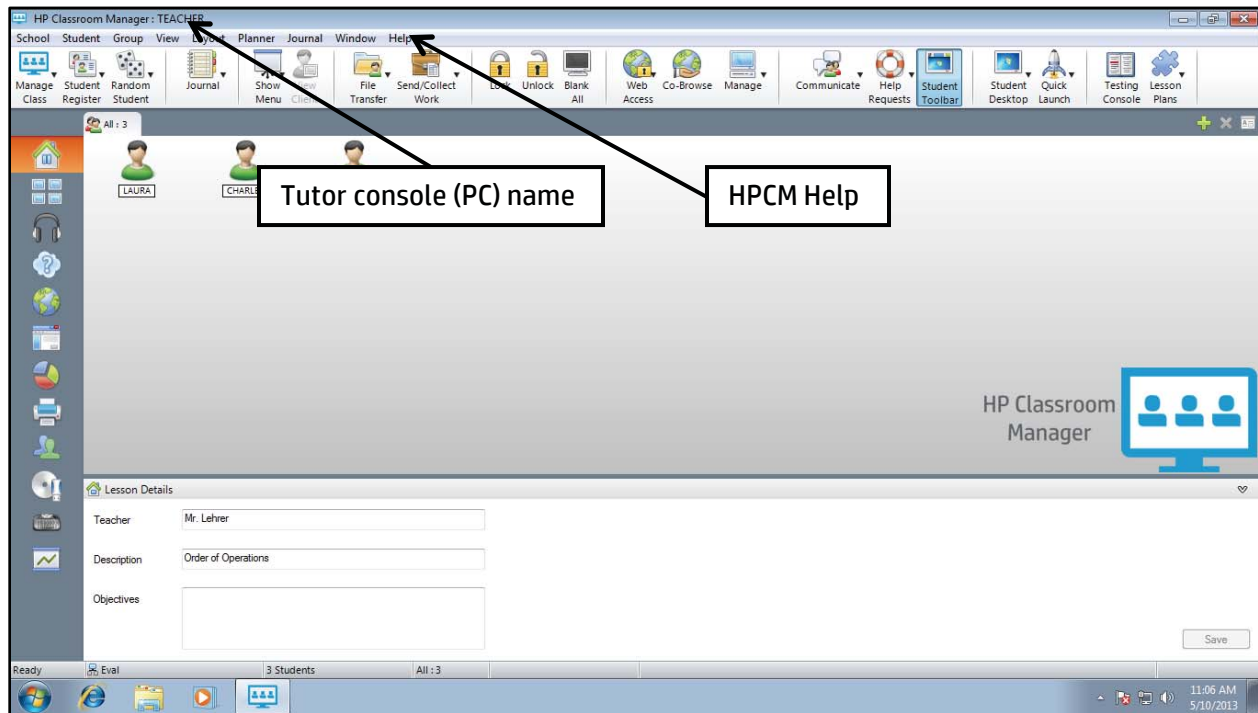 HP Classroom Manager : TEACHER
School Student Group View Layout Planner Journal Window Help
Manage Class
Student Register
Random Student
Journal
Show Menu
File Transfer
Send/Collect Work
Lock
Unlock
Blank All
Web Access
Co-Browse
Manage
Communicate
Help Requests
Student Toolbar
Student Desktop
Quick Launch
Testing Console
Lesson Plans
All : 3
LAURA
Tutor console (PC) name
HPCM Help
HP Classroom
Manager
Lesson Details
Teacher Mr. Lehrer
Description Order of Operations
Objectives
Save
Ready Eval 3 Students All : 3
11:06 AM
5/10/2013